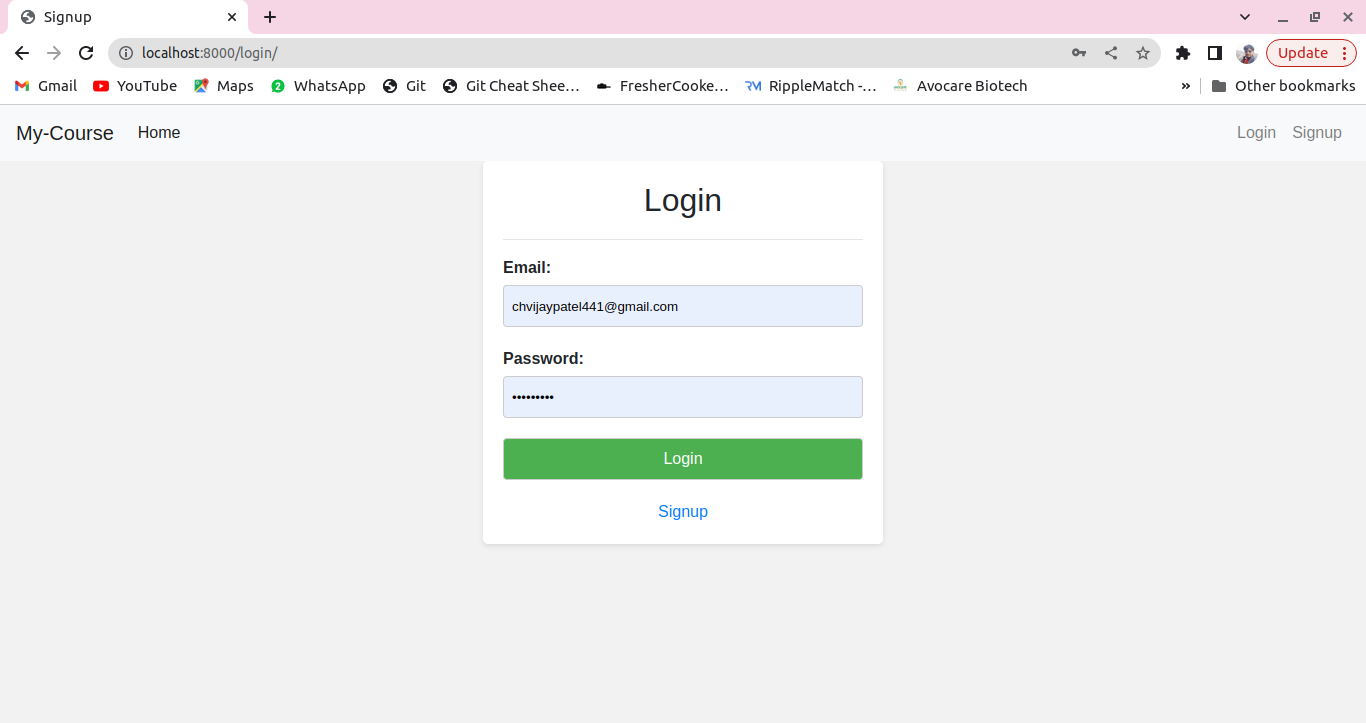 Signup
localhost:8000/login/
Update
Gmail YouTube Maps WhatsApp Git Git Cheat Shee... FresherCooke... RippleMatch -... Avocare Biotech » Other bookmarks
My-Course Home Login Signup
Login
Email:
chvijaypatel441@gmail.com
Password:
•••••••••
Login
Signup